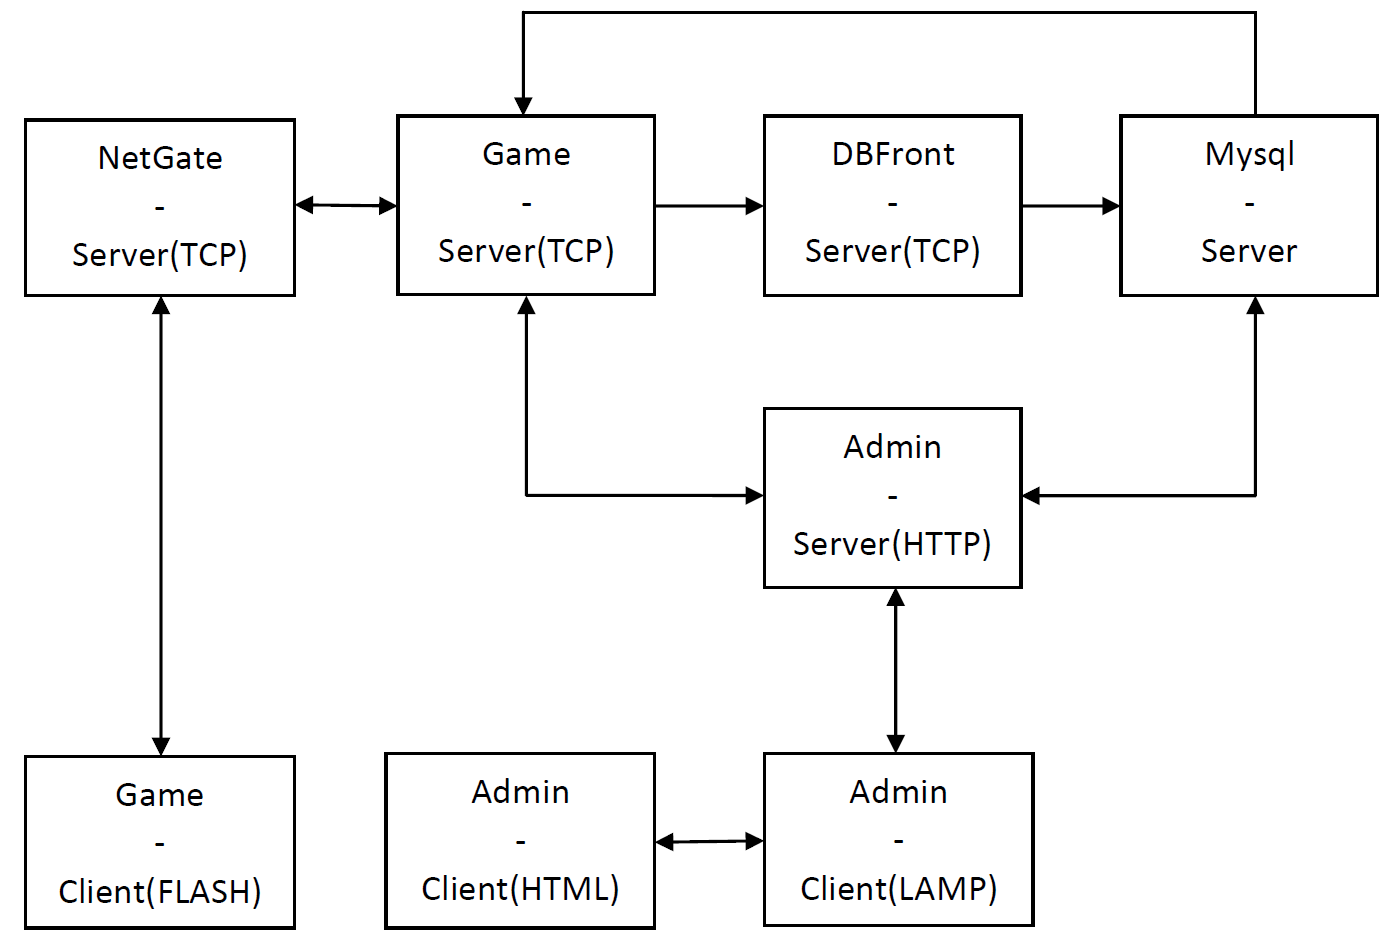 NetGate
-
Server(TCP)
Game
-
Server(TCP)
DBFront
-
Server(TCP)
Mysql
-
Server
Admin
-
Server(HTTP)
Game
-
Client(FLASH)
Admin
-
Client(HTML)
Admin
-
Client(LAMP)